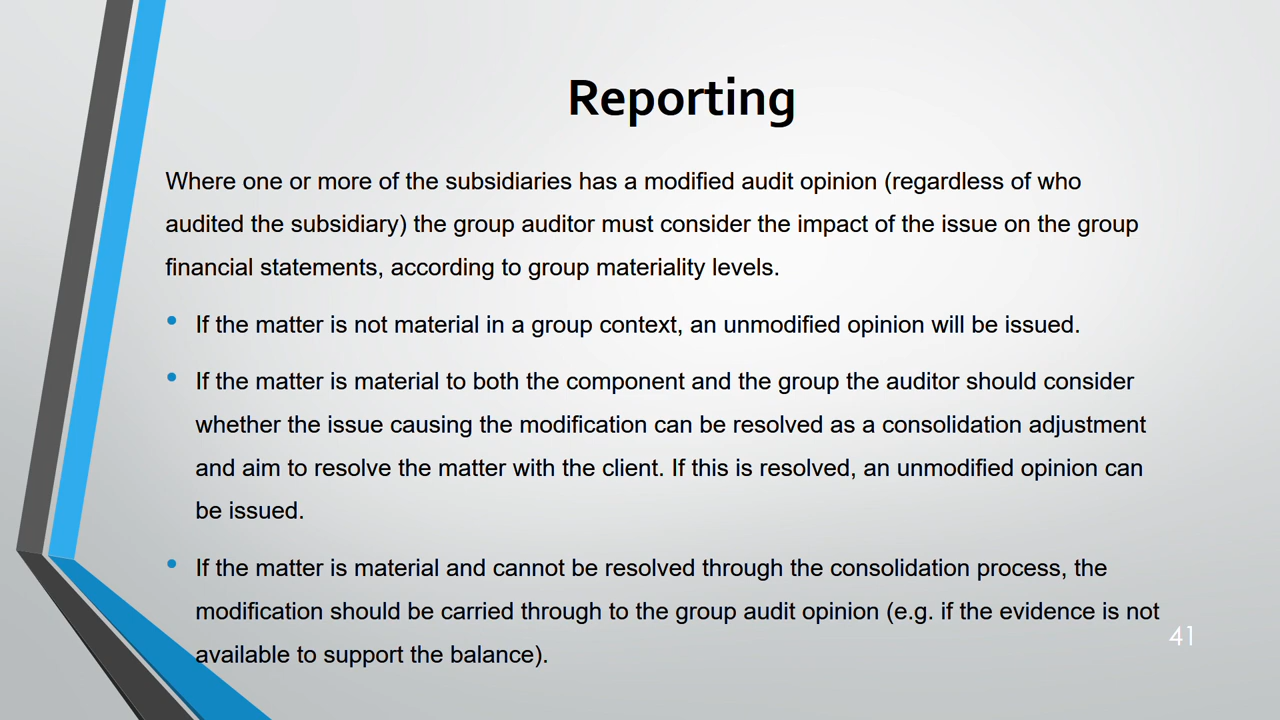 Reporting
Where one or more of the subsidiaries has a modified audit opinion (regardless of who
audited the subsidiary) the group auditor must consider the impact of the issue on the group
financial statements, according to group materiality levels.
• If the matter is not material in a group context, an unmodified opinion will be issued.
• If the matter is material to both the component and the group the auditor should consider
whether the issue causing the modification can be resolved as a consolidation adjustment
and aim to resolve the matter with the client. If this is resolved, an unmodified opinion can
be issued.
• If the matter is material and cannot be resolved through the consolidation process, the
modification should be carried through to the group audit opinion (e.g. if the evidence is not
available to support the balance).
41